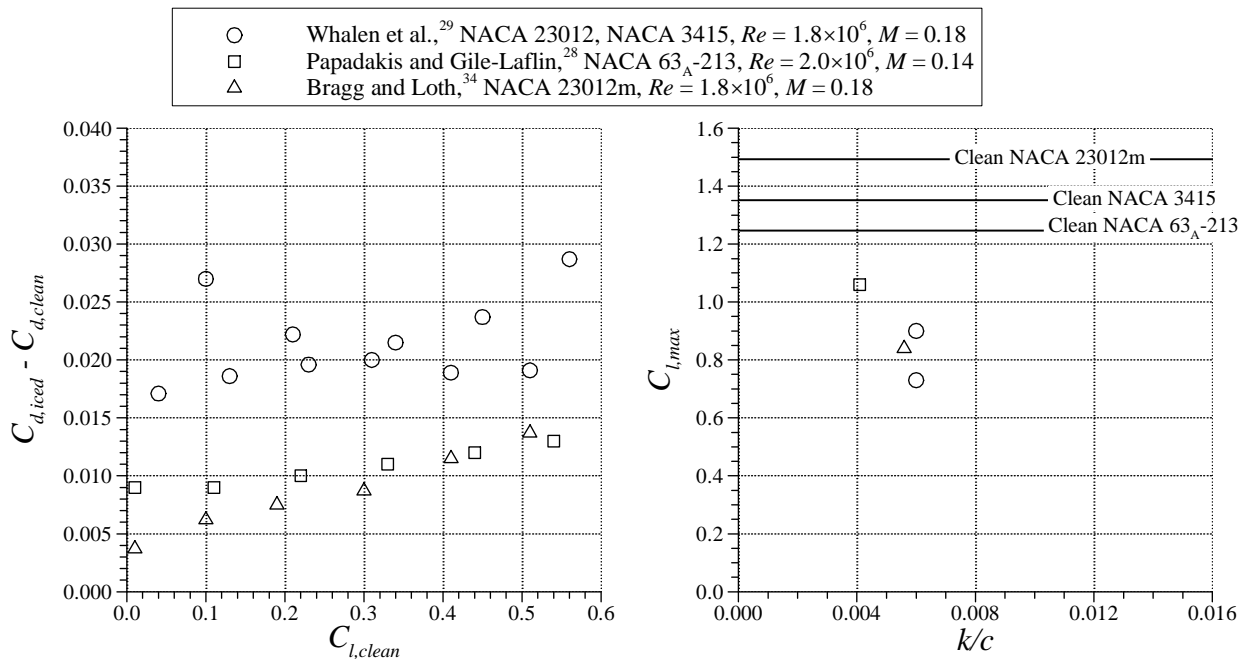 Whalen et al.,29 NACA 23012, NACA 3415, Re = 1.8×10^6, M = 0.18
Papadakis and Gile-Laflin,28 NACA 63A-213, Re = 2.0×10^6, M = 0.14
Bragg and Loth,34 NACA 23012m, Re = 1.8×10^6, M = 0.18
0.040
0.035
0.030
0.025
0.020
0.015
0.010
0.005
0.000
Cd,iced - Cd,clean
0.0 0.1 0.2 0.3 0.4 0.5 0.6
Cl,clean
1.6
1.4
1.2
1.0
0.8
0.6
0.4
0.2
0.0
Cl,max
Clean NACA 23012m
Clean NACA 3415
Clean NACA 63A-213
0.000 0.004 0.008 0.012 0.016
k/c